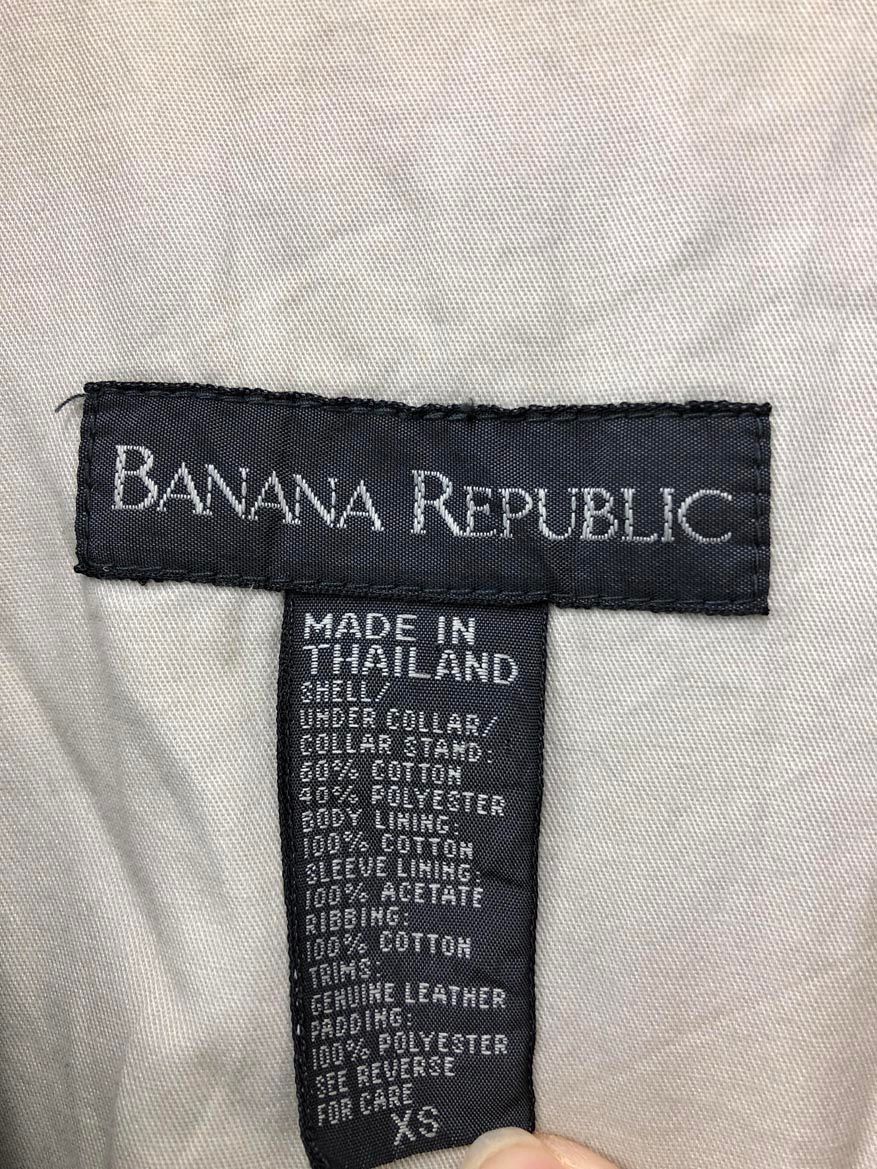 BANANA REPUBLIC
MADE IN
THAILAND
SHELL/
UNDER COLLAR/
COLLAR STAND:
60% COTTON
40% POLYESTER
BODY LINING:
100% COTTON
SLEEVE LINING:
100% ACETATE
RIBBING:
100% COTTON
TRIMS:
GENUINE LEATHER
PADDING:
100% POLYESTER
SEE REVERSE
FOR CARE
XS